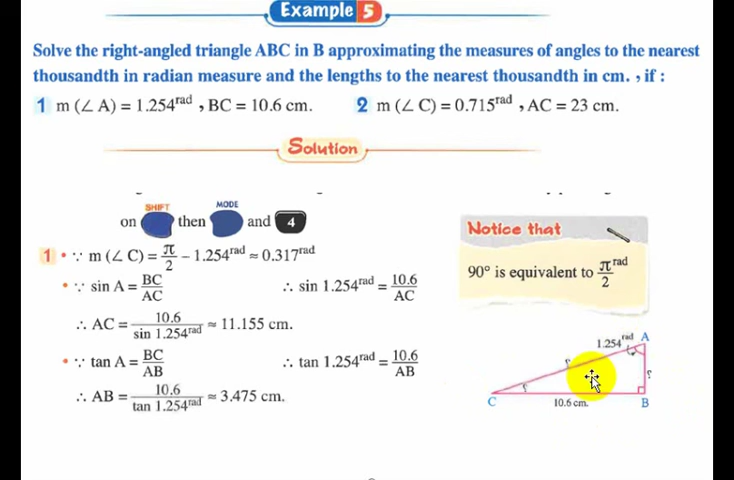 Example 5
Solve the right-angled triangle ABC in B approximating the measures of angles to the nearest
thousandth in radian measure and the lengths to the nearest thousandth in cm. , if :
1 m (∠ A) = 1.254ʳᵃᵈ , BC = 10.6 cm. 2 m (∠ C) = 0.715ʳᵃᵈ , AC = 23 cm.
Solution
SHIFT MODE
on then and 4
Notice that
90° is equivalent to π/2 ʳᵃᵈ
1 • ∵ m (∠ C) = π/2 − 1.254ʳᵃᵈ ≈ 0.317ʳᵃᵈ
• ∵ sin A = BC/AC ∴ sin 1.254ʳᵃᵈ = 10.6/AC
∴ AC = 10.6/sin 1.254ʳᵃᵈ ≈ 11.155 cm.
• ∵ tan A = BC/AB ∴ tan 1.254ʳᵃᵈ = 10.6/AB
∴ AB = 10.6/tan 1.254ʳᵃᵈ ≈ 3.475 cm.
1.254ʳᵃᵈ A
?
?
?
C 10.6 cm. B